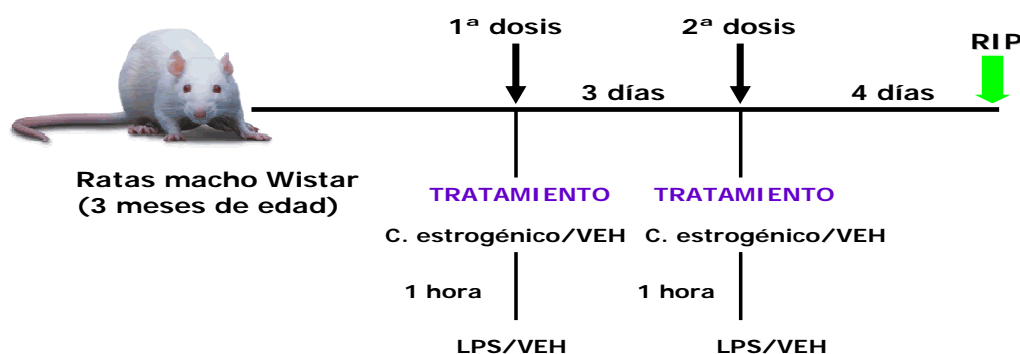 1ª dosis
2ª dosis
RIP
3 días
4 días
Ratas macho Wistar
(3 meses de edad)
TRATAMIENTO
TRATAMIENTO
C. estrogénico/VEH
C. estrogénico/VEH
1 hora
1 hora
LPS/VEH
LPS/VEH